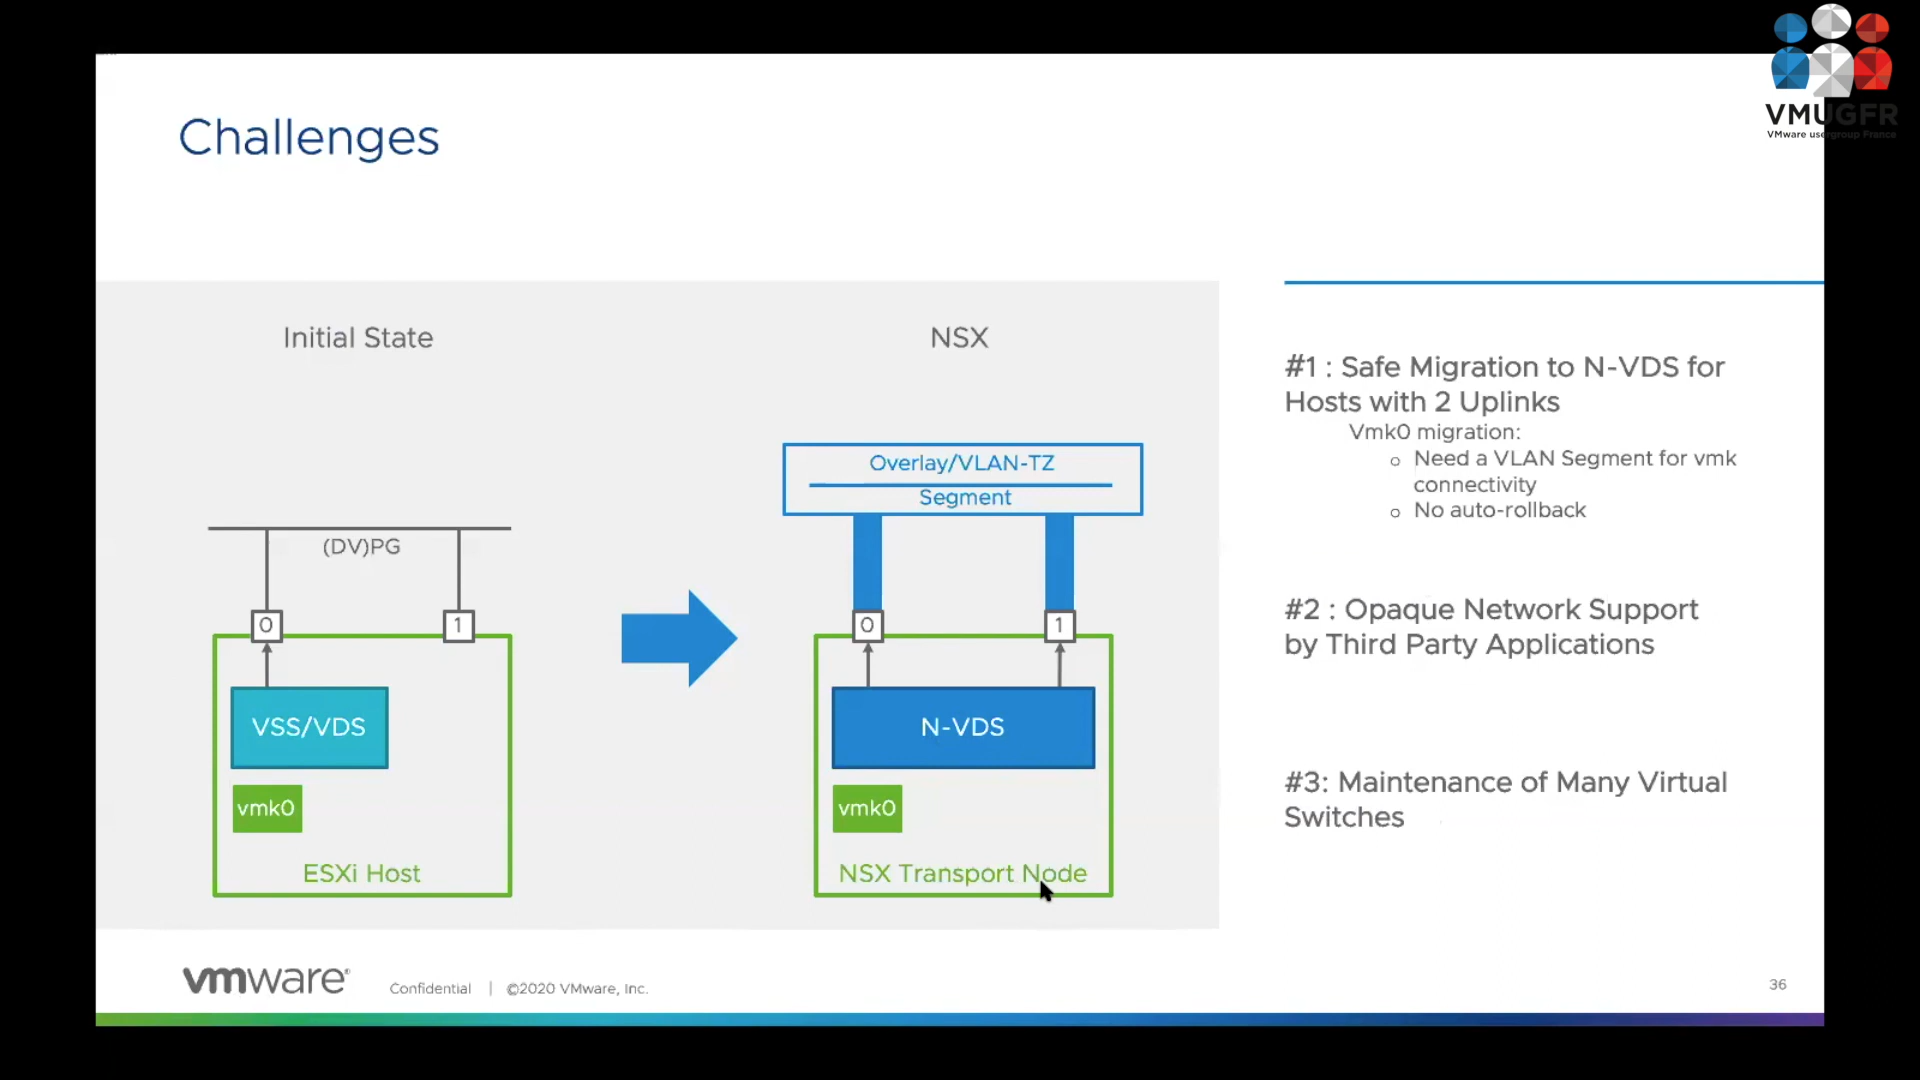 VMUGFR
VMware usergroup France
Challenges
Initial State
NSX
(DV)PG
0
1
VSS/VDS
vmk0
ESXi Host
Overlay/VLAN-TZ
Segment
0
1
N-VDS
vmk0
NSX Transport Node
#1 : Safe Migration to N-VDS for
Hosts with 2 Uplinks
Vmk0 migration:
o Need a VLAN Segment for vmk
connectivity
o No auto-rollback
#2 : Opaque Network Support
by Third Party Applications
#3: Maintenance of Many Virtual
Switches
vmware®
Confidential | ©2020 VMware, Inc.
36